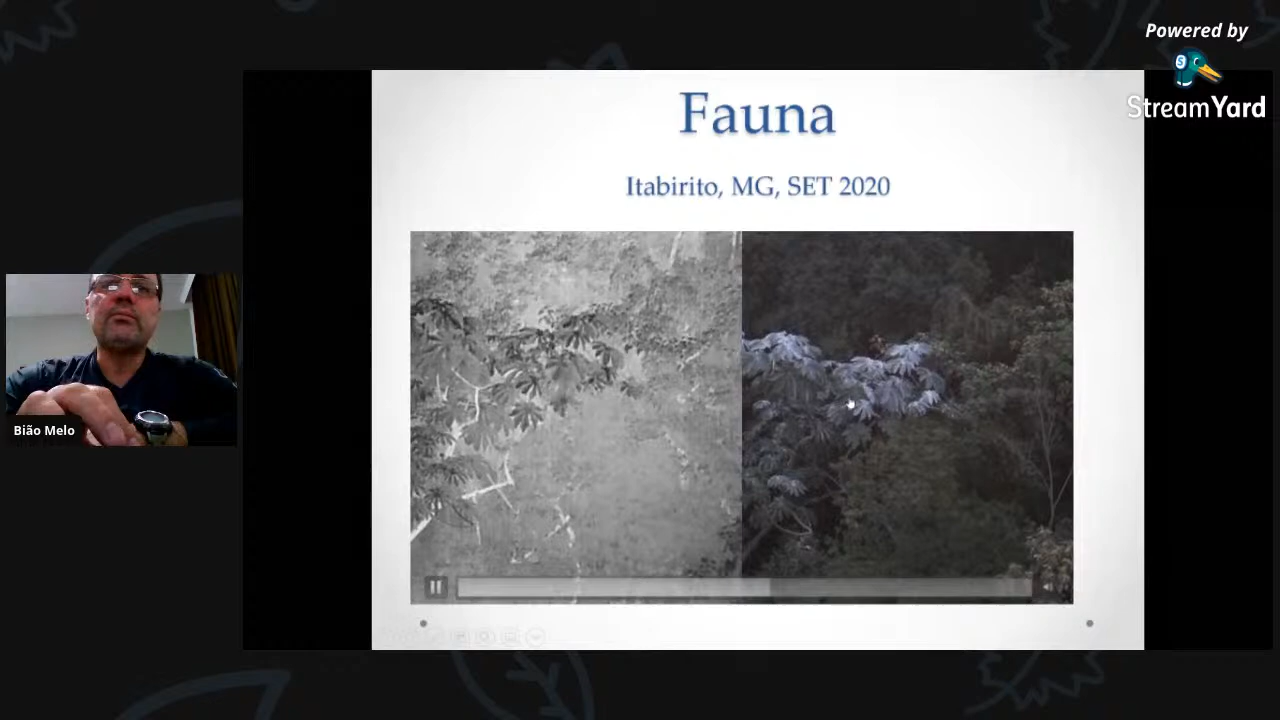 Powered by
StreamYard
Fauna
Itabirito, MG, SET 2020
Bião Melo